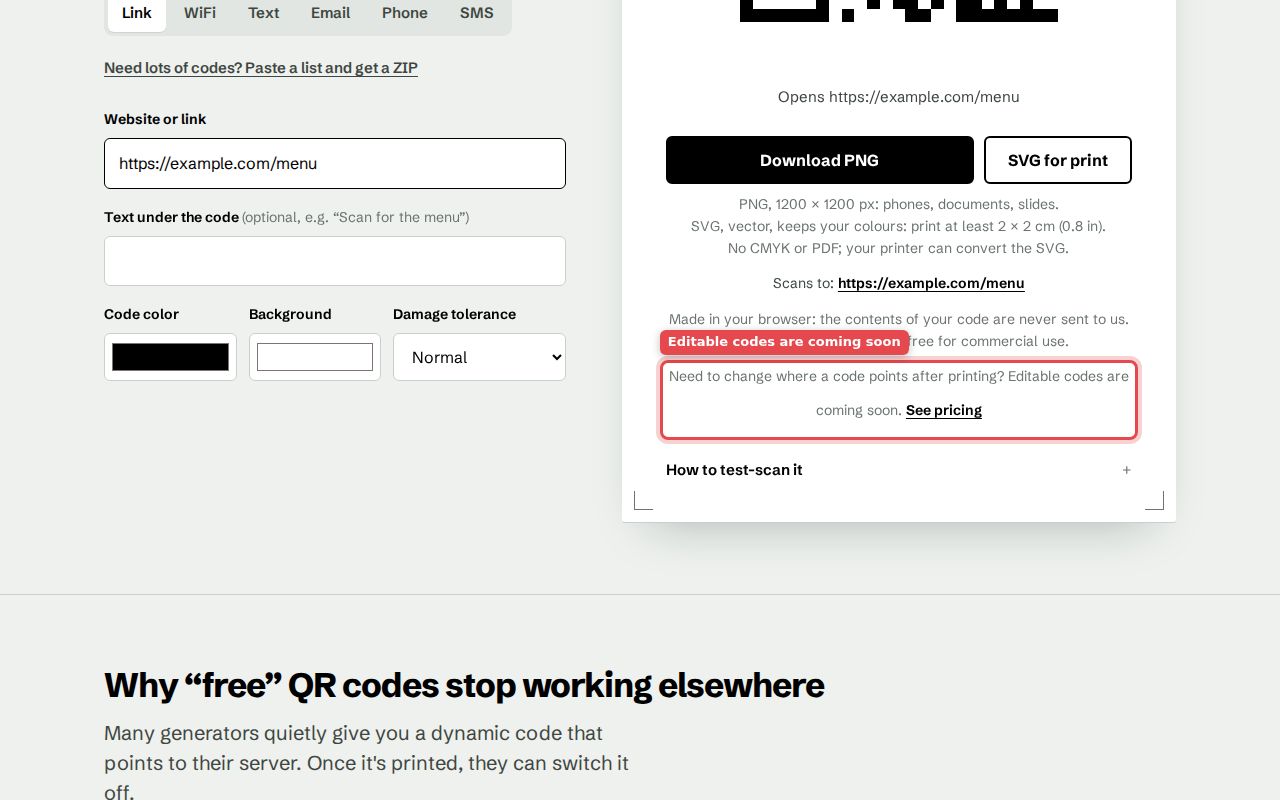 Link WiFi Text Email Phone SMS
Need lots of codes? Paste a list and get a ZIP
Website or link
https://example.com/menu
Text under the code (optional, e.g. “Scan for the menu”)
Code color Background Damage tolerance
Normal
Opens https://example.com/menu
Download PNG SVG for print
PNG, 1200 × 1200 px: phones, documents, slides.
SVG, vector, keeps your colours: print at least 2 × 2 cm (0.8 in).
No CMYK or PDF; your printer can convert the SVG.
Scans to: https://example.com/menu
Made in your browser: the contents of your code are never sent to us.
Editable codes are coming soon free for commercial use.
Need to change where a code points after printing? Editable codes are
coming soon. See pricing
How to test-scan it +
Why “free” QR codes stop working elsewhere
Many generators quietly give you a dynamic code that
points to their server. Once it's printed, they can switch it
off.